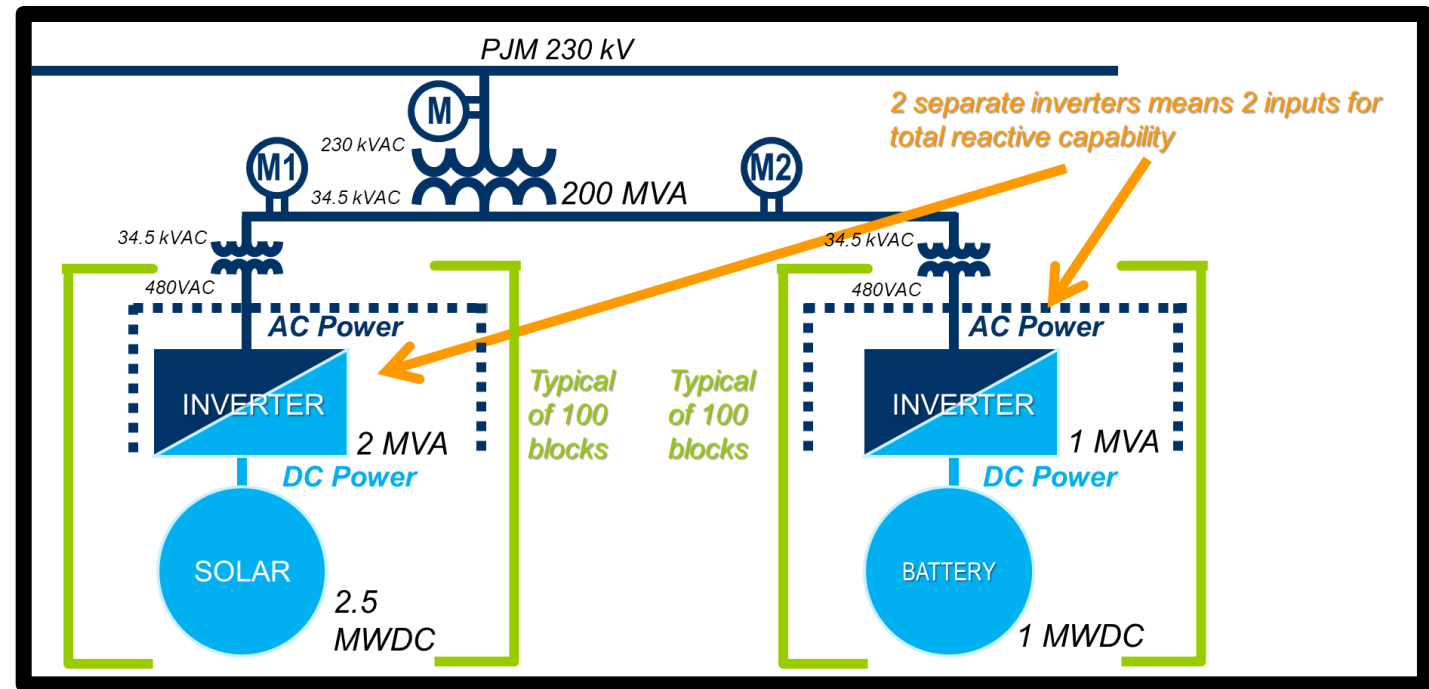 PJM 230 kV
2 separate inverters means 2 inputs for
total reactive capability
M
230 kVAC
M1
M2
34.5 kVAC
200 MVA
34.5 kVAC
34.5 kVAC
480VAC
480VAC
AC Power
AC Power
INVERTER
2 MVA
Typical
of 100
blocks
Typical
of 100
blocks
INVERTER
1 MVA
DC Power
DC Power
SOLAR
2.5
MWDC
BATTERY
1 MWDC